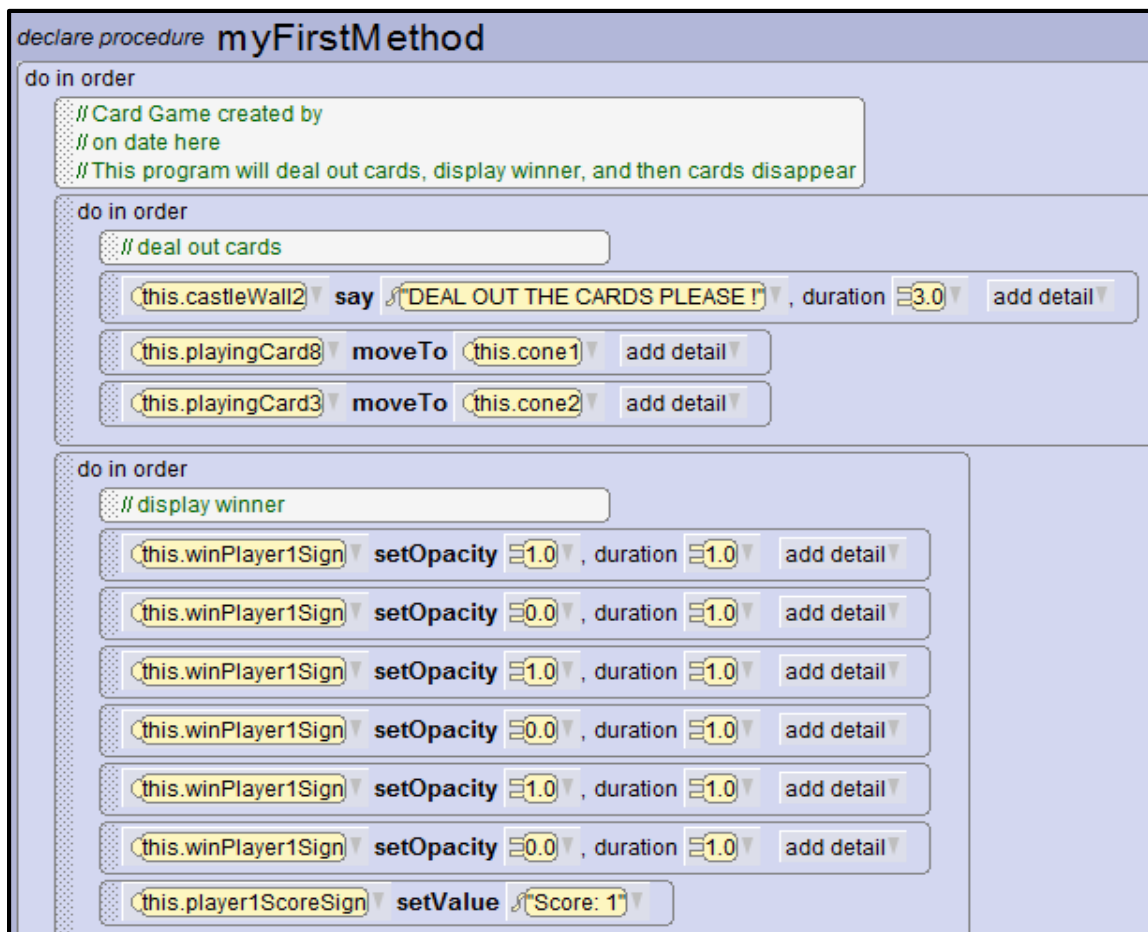 declare procedure myFirstMethod
do in order
// Card Game created by
// on date here
// This program will deal out cards, display winner, and then cards disappear
do in order
// deal out cards
this.castleWall2 say "DEAL OUT THE CARDS PLEASE !" , duration 3.0 add detail
this.playingCard8 moveTo this.cone1 add detail
this.playingCard3 moveTo this.cone2 add detail
do in order
// display winner
this.winPlayer1Sign setOpacity 1.0 , duration 1.0 add detail
this.winPlayer1Sign setOpacity 0.0 , duration 1.0 add detail
this.winPlayer1Sign setOpacity 1.0 , duration 1.0 add detail
this.winPlayer1Sign setOpacity 0.0 , duration 1.0 add detail
this.winPlayer1Sign setOpacity 1.0 , duration 1.0 add detail
this.winPlayer1Sign setOpacity 0.0 , duration 1.0 add detail
this.player1ScoreSign setValue "Score: 1"